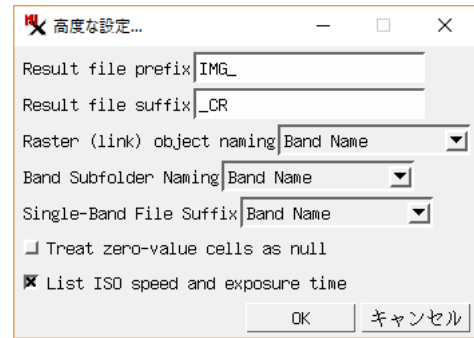 高度な設定...
Result file prefix IMG_
Result file suffix _CR
Raster (link) object naming Band Name
Band Subfolder Naming Band Name
Single-Band File Suffix Band Name
Treat zero-value cells as null
List ISO speed and exposure time
OK キャンセル